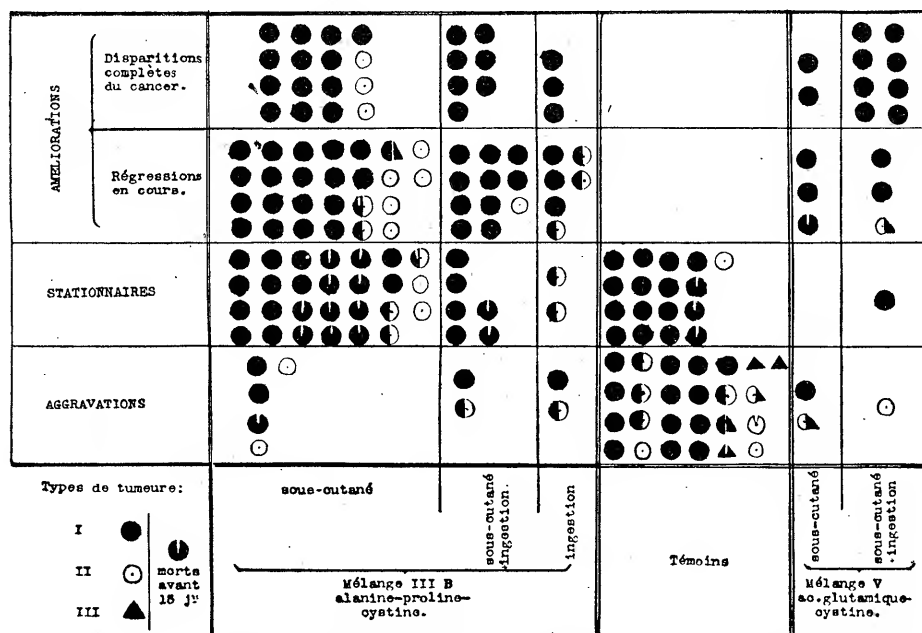 AMELIORATIONS
Disparitions
complètes
du cancer.
Régressions
en cours.
STATIONNAIRES
AGGRAVATIONS
Types de tumeure:
I
II
III
morts
avant
15 jrs
sous-cutané
sous-cutané
.ingestion.
ingestion
Mélange III B
alanine-proline-
cystine.
Témoins
sous-cutané
sous-cutané
.ingestion
Mélange V
ac.glutamique-
cystine.